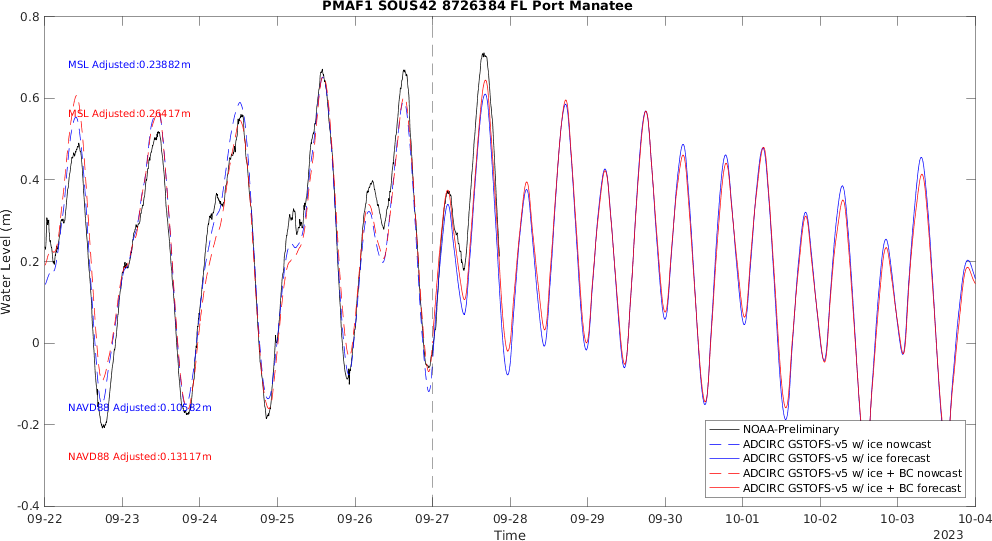 PMAF1 SOUS42 8726384 FL Port Manatee
0.8
0.6
0.4
0.2
0
-0.2
-0.4
Water Level (m)
MSL Adjusted:0.23882m
MSL Adjusted:0.26417m
NAVD88 Adjusted:0.10582m
NAVD88 Adjusted:0.13117m
NOAA-Preliminary
ADCIRC GSTOFS-v5 w/ ice nowcast
ADCIRC GSTOFS-v5 w/ ice forecast
ADCIRC GSTOFS-v5 w/ ice + BC nowcast
ADCIRC GSTOFS-v5 w/ ice + BC forecast
09-22 09-23 09-24 09-25 09-26 09-27 09-28 09-29 09-30 10-01 10-02 10-03 10-04
Time
2023